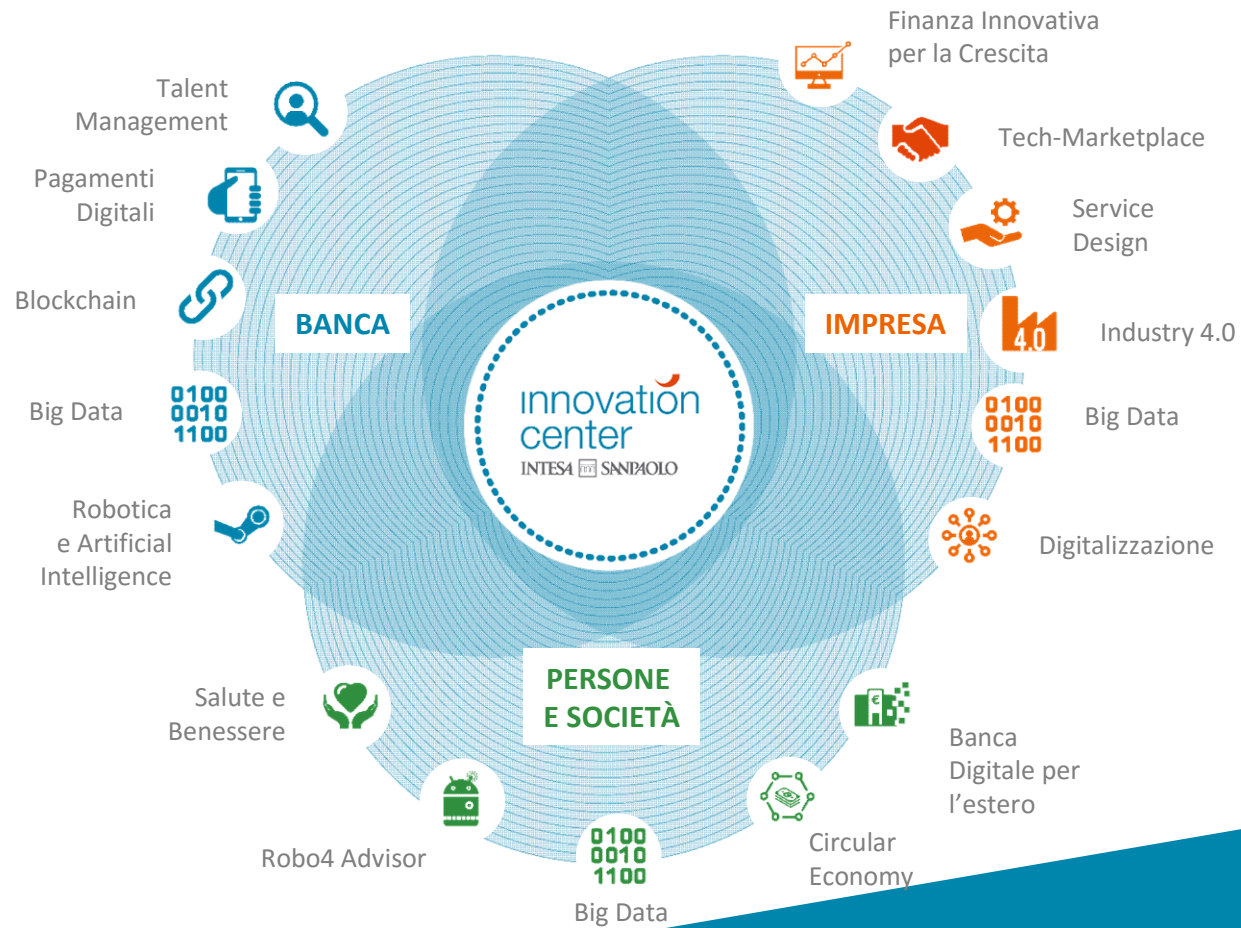 Finanza Innovativa
per la Crescita
Talent
Management
Tech-Marketplace
Pagamenti
Digitali
Service
Design
Blockchain
BANCA
IMPRESA
4.0
Industry 4.0
Big Data
0100
0010
1100
innovation
center
INTESA SANPAOLO
0100
0010
1100
Big Data
Robotica
e Artificial
Intelligence
Digitalizzazione
PERSONE
E SOCIETÀ
Salute e
Benessere
€
Banca
Digitale per
l'estero
Robo4 Advisor
0100
0010
1100
Big Data
Circular
Economy